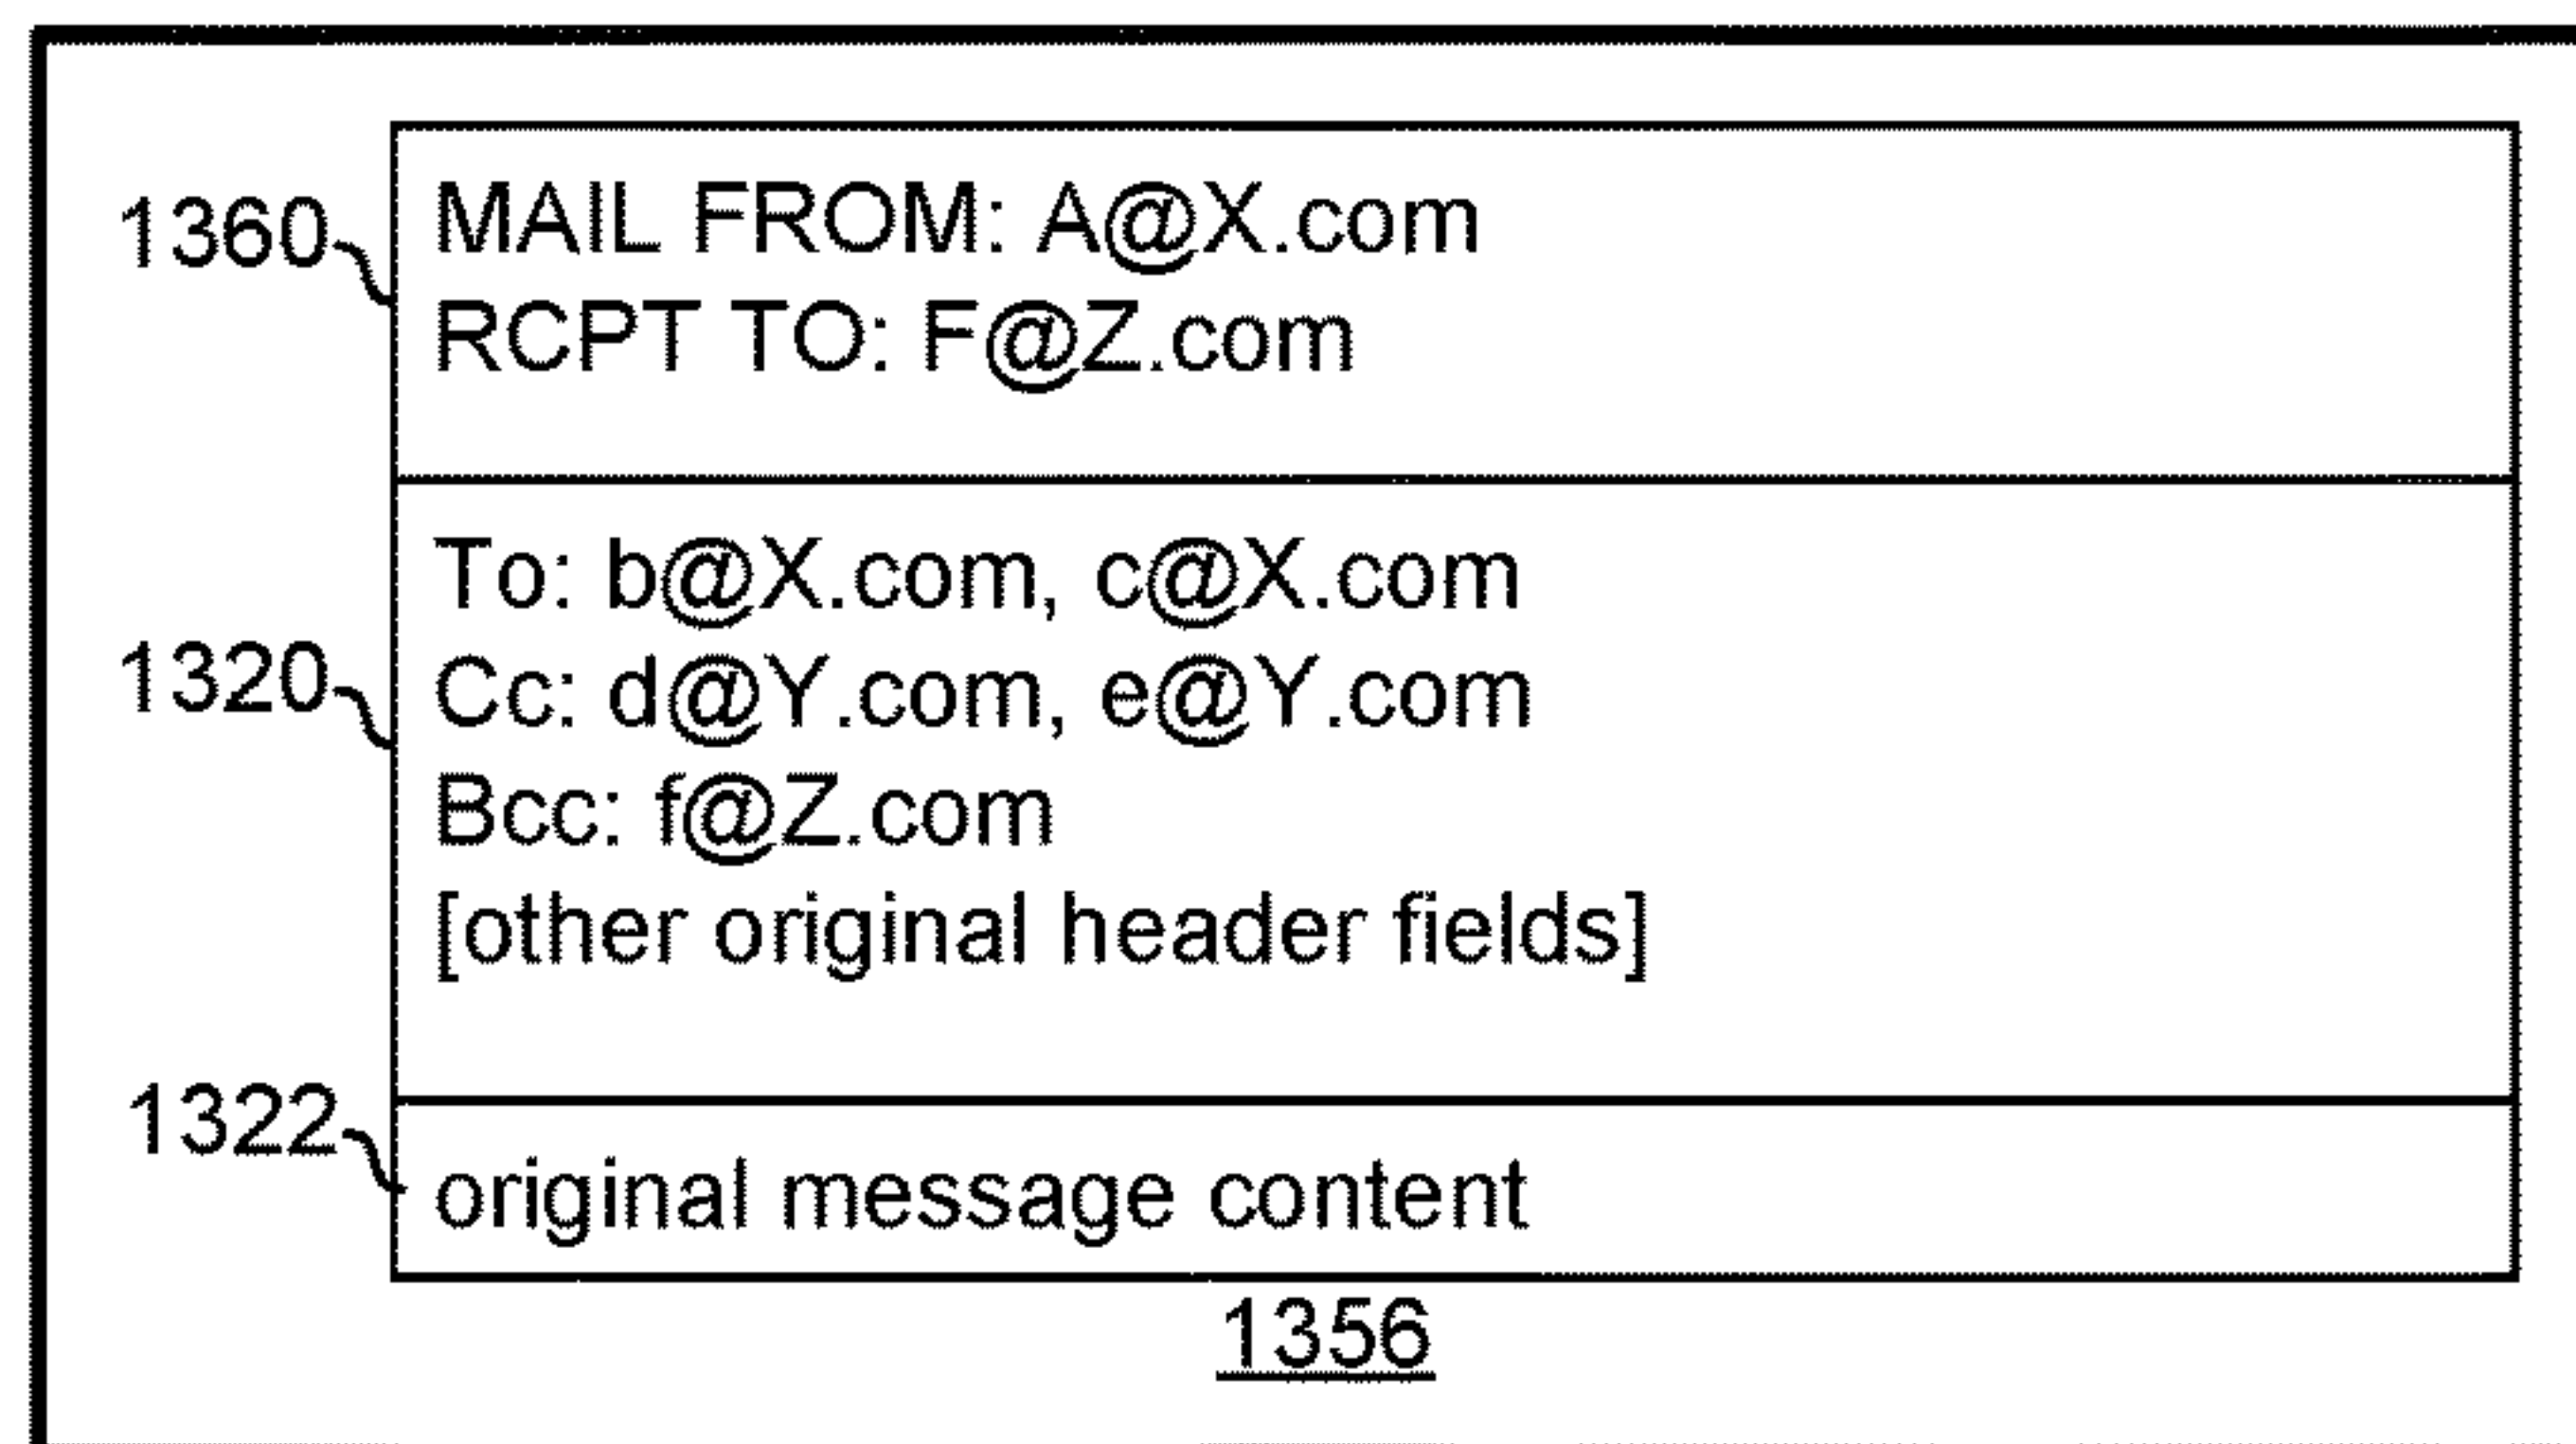 1360
MAIL FROM: A@X.com
RCPT TO: F@Z.com
1320
To: b@X.com, c@X.com
Cc: d@Y.com, e@Y.com
Bcc: f@Z.com
[other original header fields]
1322
original message content
1356